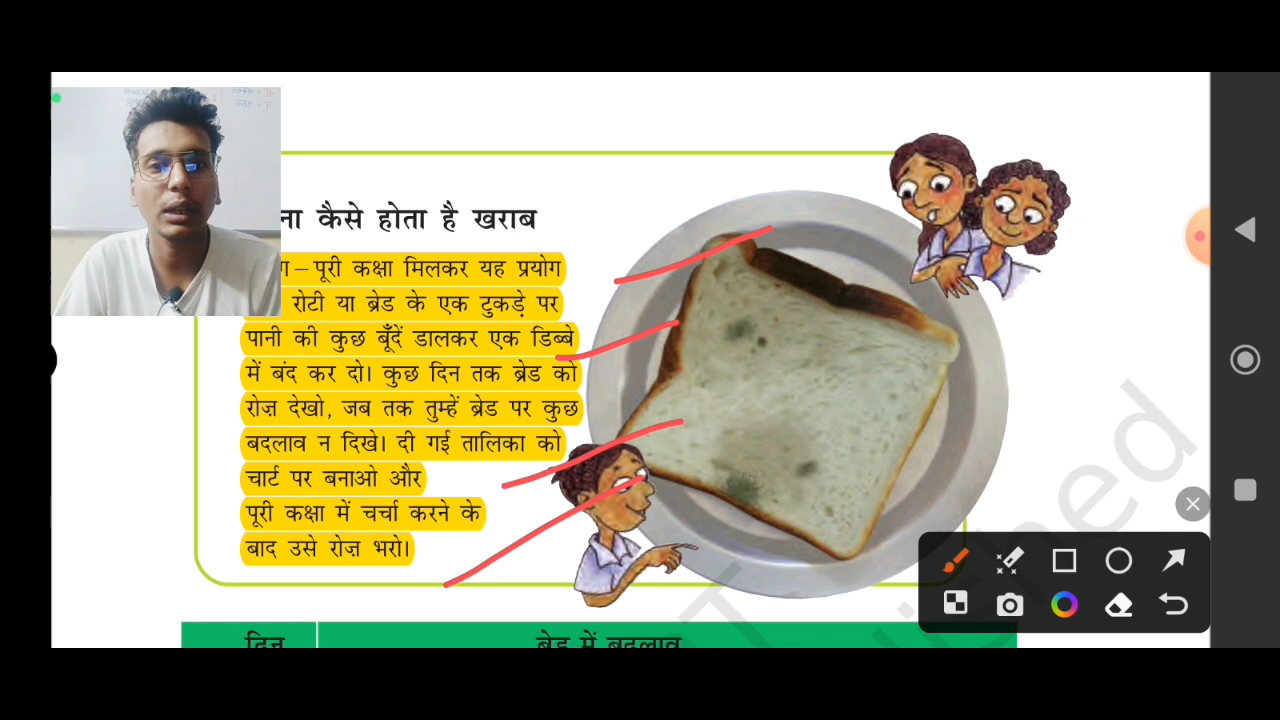 ना कैसे होता है खराब
ग–पूरी कक्षा मिलकर यह प्रयोग
रोटी या ब्रेड के एक टुकड़े पर
पानी की कुछ बूँदें डालकर एक डिब्बे
में बंद कर दो। कुछ दिन तक ब्रेड को
रोज़ देखो, जब तक तुम्हें ब्रेड पर कुछ
बदलाव न दिखे। दी गई तालिका को
चार्ट पर बनाओ और
पूरी कक्षा में चर्चा करने के
बाद उसे रोज़ भरो।
दिन ब्रेड में बदलाव